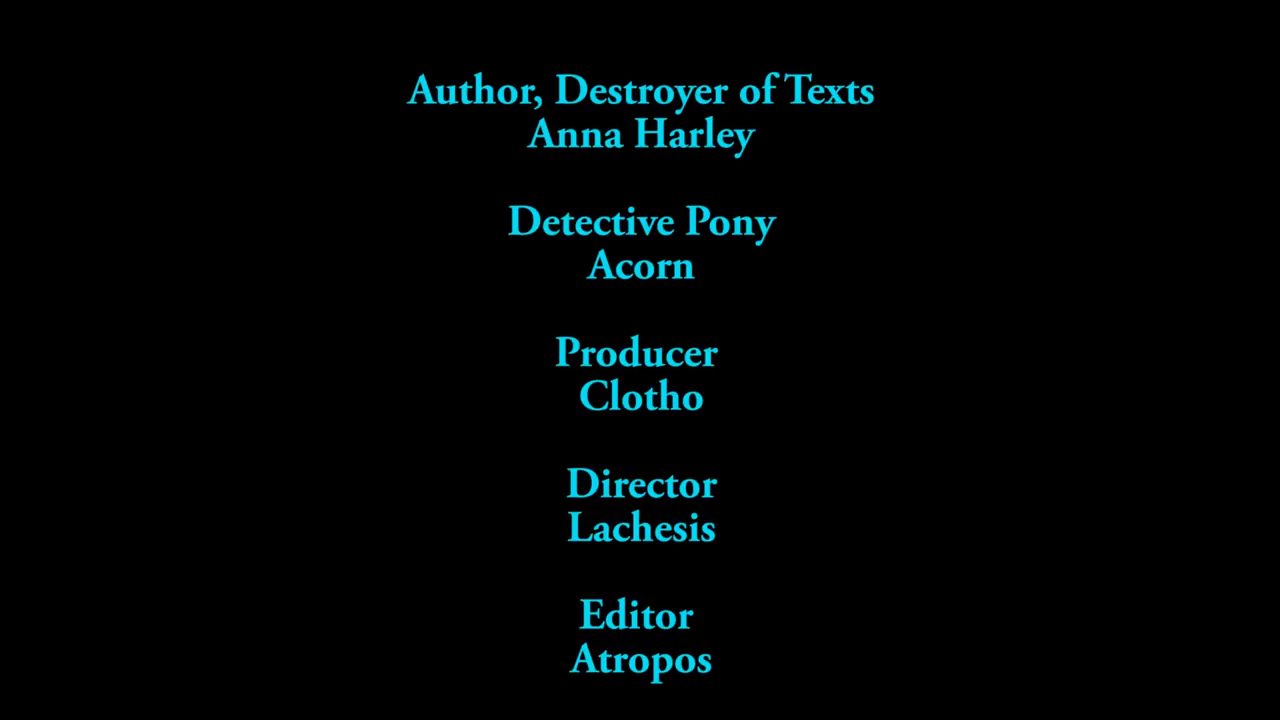 Author, Destroyer of Texts
Anna Harley
Detective Pony
Acorn
Producer
Clotho
Director
Lachesis
Editor
Atropos